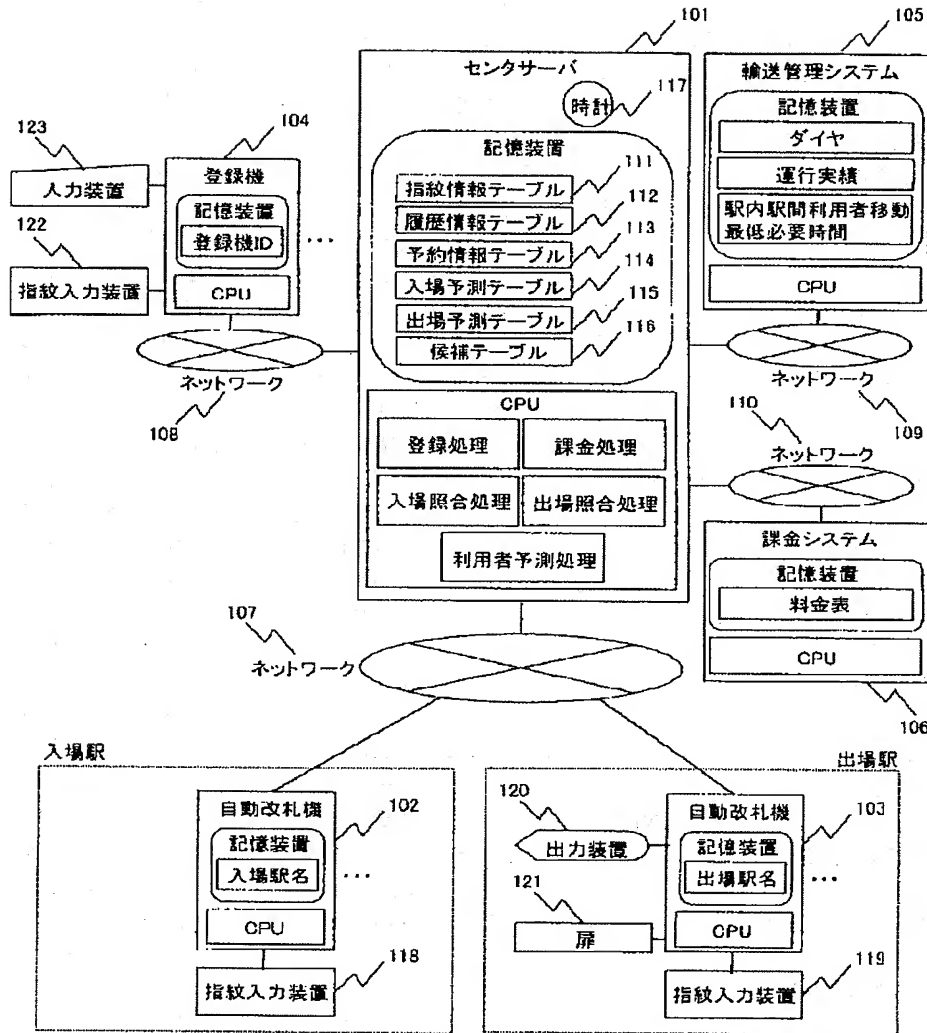 101
センタサーバ
時計
117
記憶装置
指紋情報テーブル
111
履歴情報テーブル
112
予約情報テーブル
113
入場予測テーブル
114
出場予測テーブル
115
候補テーブル
116
CPU
登録処理
課金処理
入場照合処理
出場照合処理
利用者予測処理
123
入力装置
122
指紋入力装置
104
登録機
記憶装置
登録機ID
CPU
...
ネットワーク
108
105
輸送管理システム
記憶装置
ダイヤ
運行実績
駅内駅間利用者移動
最低必要時間
CPU
ネットワーク
109
110
ネットワーク
課金システム
記憶装置
料金表
CPU
106
107
ネットワーク
入場駅
自動改札機
102
記憶装置
入場駅名
...
CPU
指紋入力装置
118
出場駅
120
出力装置
121
扉
自動改札機
103
記憶装置
出場駅名
...
CPU
指紋入力装置
119